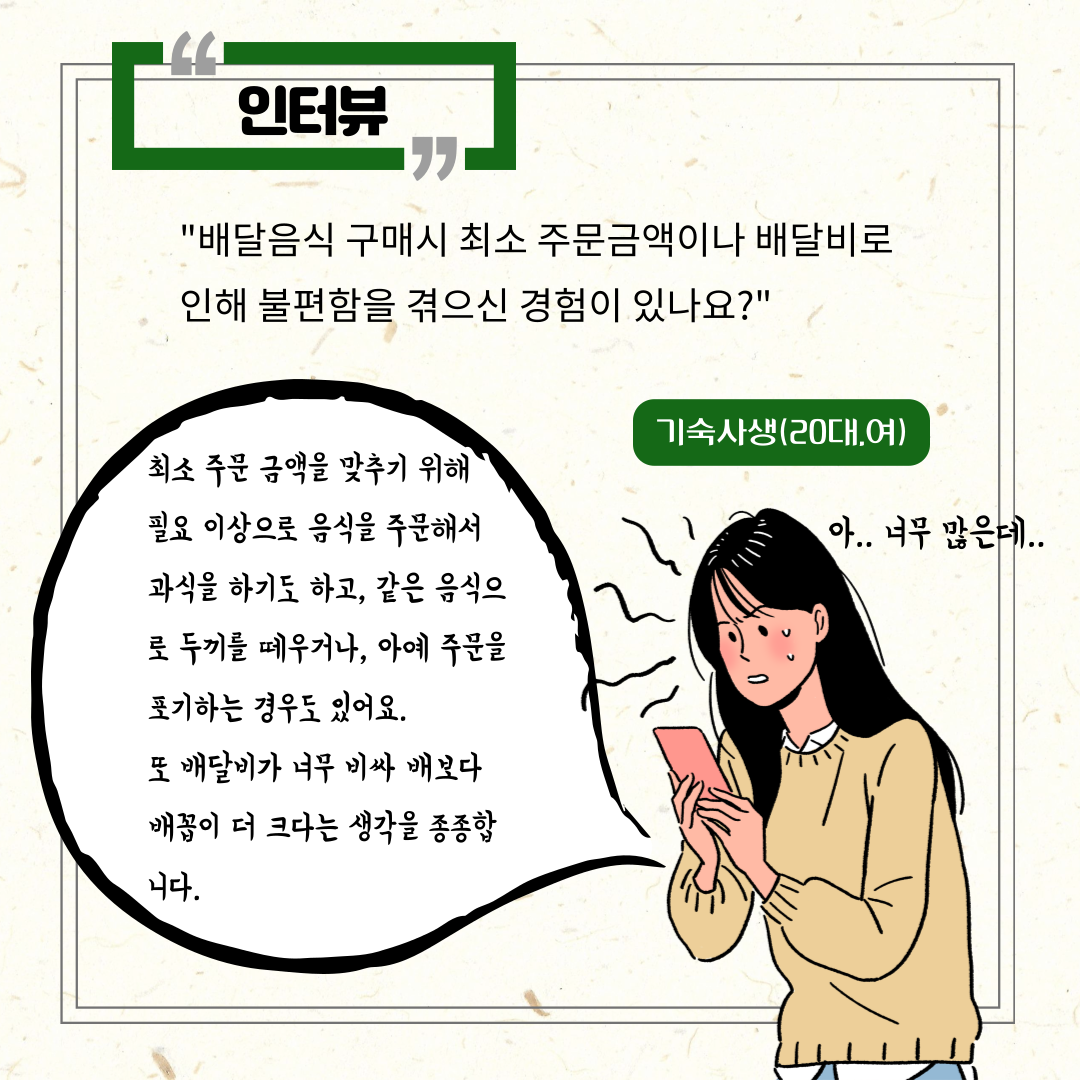 인터뷰
"배달음식 구매시 최소 주문금액이나 배달비로
인해 불편함을 겪으신 경험이 있나요?"
기숙사생(20대.여)
최소 주문 금액을 맞추기 위해
필요 이상으로 음식을 주문해서
과식을 하기도 하고, 같은 음식으
로 두끼를 떼우거나, 아예 주문을
포기하는 경우도 있어요.
또 배달비가 너무 비싸 배보다
배꼽이 더 크다는 생각을 종종합
니다.
아.. 너무 많은데..